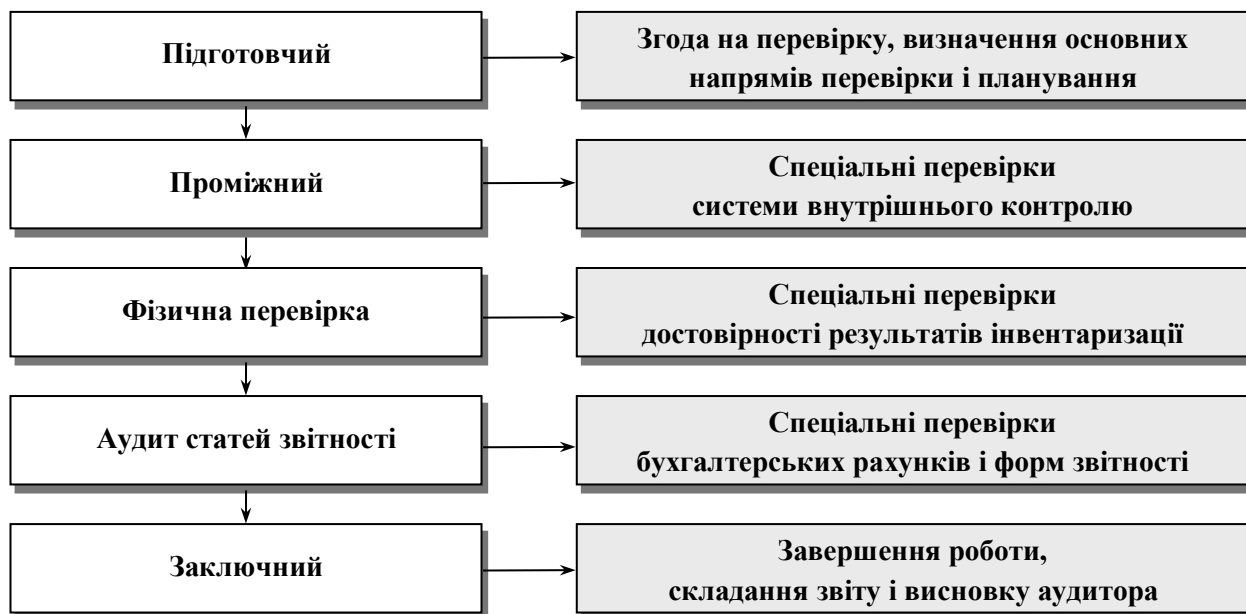 Підготовчий
Згода на перевірку, визначення основних
напрямів перевірки і планування
Проміжний
Спеціальні перевірки
системи внутрішнього контролю
Фізична перевірка
Спеціальні перевірки
достовірності результатів інвентаризації
Аудит статей звітності
Спеціальні перевірки
бухгалтерських рахунків і форм звітності
Заключний
Завершення роботи,
складання звіту і висновку аудитора